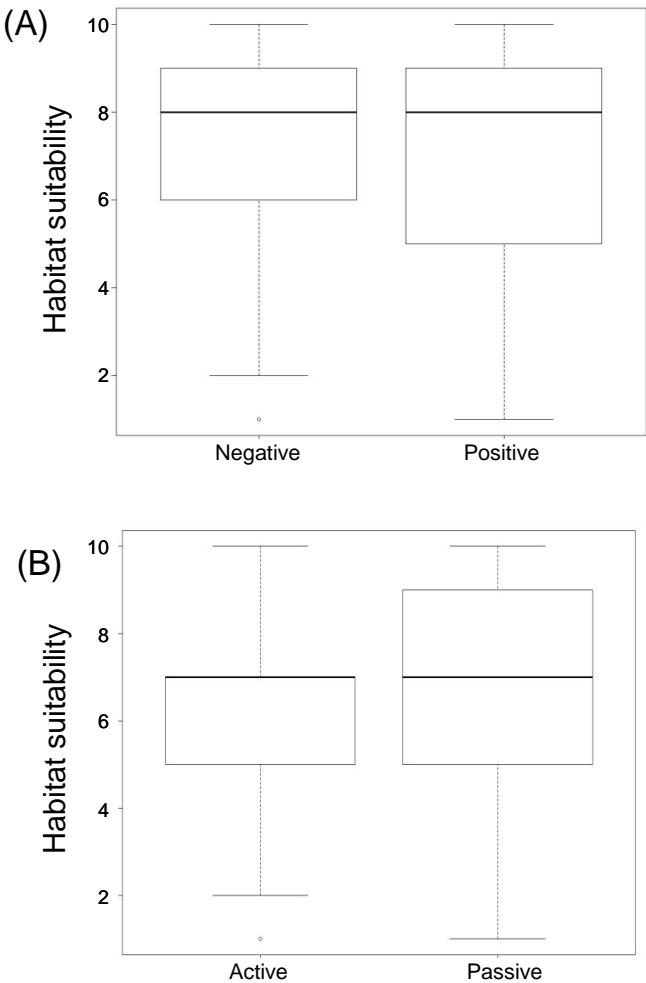 (A)
Habitat suitability
10
8
6
4
2
Negative Positive
(B)
Habitat suitability
10
8
6
4
2
Active Passive